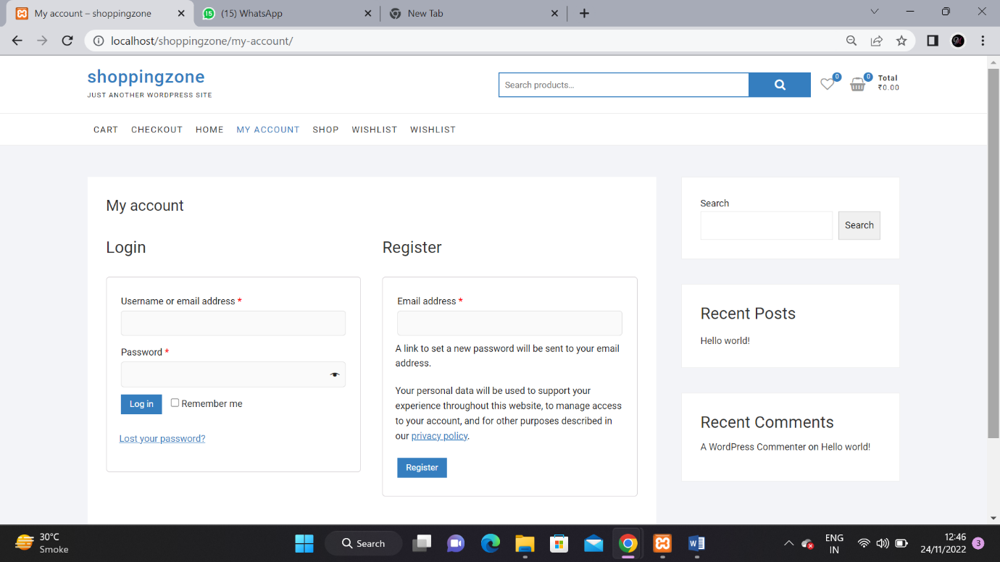 My account – shoppingzone
(15) WhatsApp
New Tab
localhost/shoppingzone/my-account/
shoppingzone
JUST ANOTHER WORDPRESS SITE
Search products...
0
0
Total
₹0.00
CART CHECKOUT HOME MY ACCOUNT SHOP WISHLIST WISHLIST
My account
Login
Username or email address *
Password *
Log in
Remember me
Lost your password?
Register
Email address *
A link to set a new password will be sent to your email
address.
Your personal data will be used to support your
experience throughout this website, to manage access
to your account, and for other purposes described in
our privacy policy.
Register
Search
Search
Recent Posts
Hello world!
Recent Comments
A WordPress Commenter on Hello world!
30°C
Smoke
Search
ENG
IN
12:46
24/11/2022
3